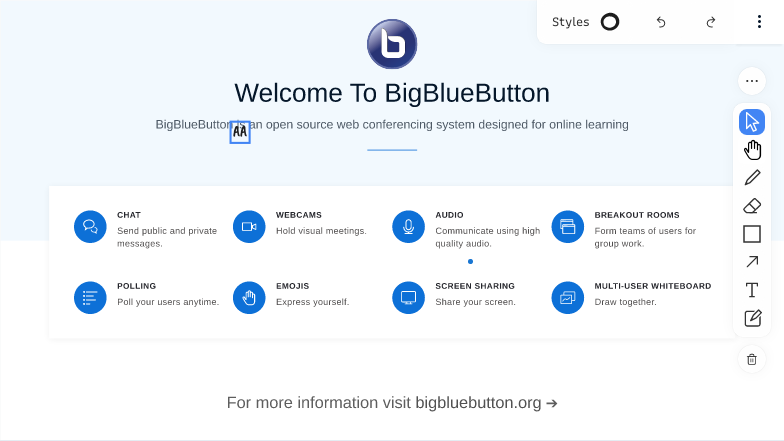 Styles
Welcome To BigBlueButton
BigBlueButton is an open source web conferencing system designed for online learning
AA
CHAT
Send public and private
messages.
WEBCAMS
Hold visual meetings.
AUDIO
Communicate using high
quality audio.
BREAKOUT ROOMS
Form teams of users for
group work.
POLLING
Poll your users anytime.
EMOJIS
Express yourself.
SCREEN SHARING
Share your screen.
MULTI-USER WHITEBOARD
Draw together.
For more information visit bigbluebutton.org →